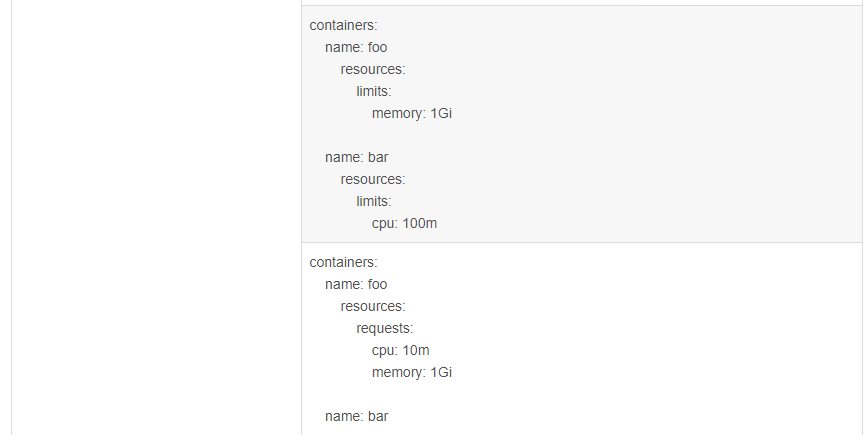 containers:
name: foo
resources:
limits:
memory: 1Gi
name: bar
resources:
limits:
cpu: 100m
containers:
name: foo
resources:
requests:
cpu: 10m
memory: 1Gi
name: bar